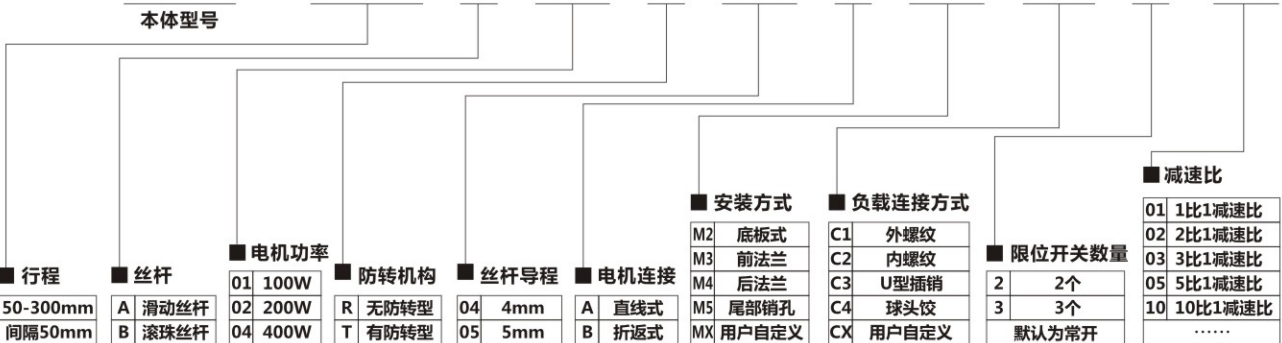 本体型号
■ 行程
50-300mm
间隔50mm
■ 丝杆
A 滑动丝杆
B 滚珠丝杆
■ 电机功率
01 100W
02 200W
04 400W
■ 防转机构
R 无防转型
T 有防转型
■ 丝杆导程
04 4mm
05 5mm
■ 电机连接
A 直线式
B 折返式
■ 安装方式
M2 底板式
M3 前法兰
M4 后法兰
M5 尾部销孔
MX 用户自定义
■ 负载连接方式
C1 外螺纹
C2 内螺纹
C3 U型插销
C4 球头铰
CX 用户自定义
■ 限位开关数量
2 2个
3 3个
默认为常开
■ 减速比
01 1比1减速比
02 2比1减速比
03 3比1减速比
05 5比1减速比
10 10比1减速比
……